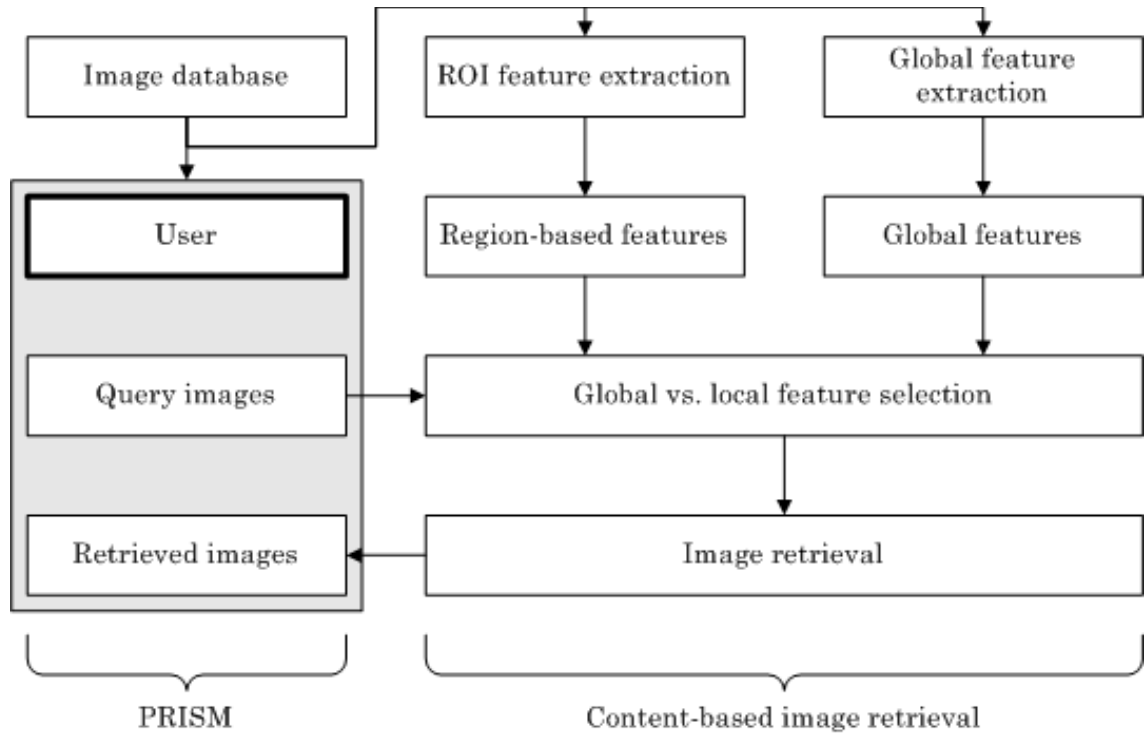 Image database
ROI feature extraction
Global feature
extraction
User
Region-based features
Global features
Query images
Global vs. local feature selection
Retrieved images
Image retrieval
PRISM
Content-based image retrieval